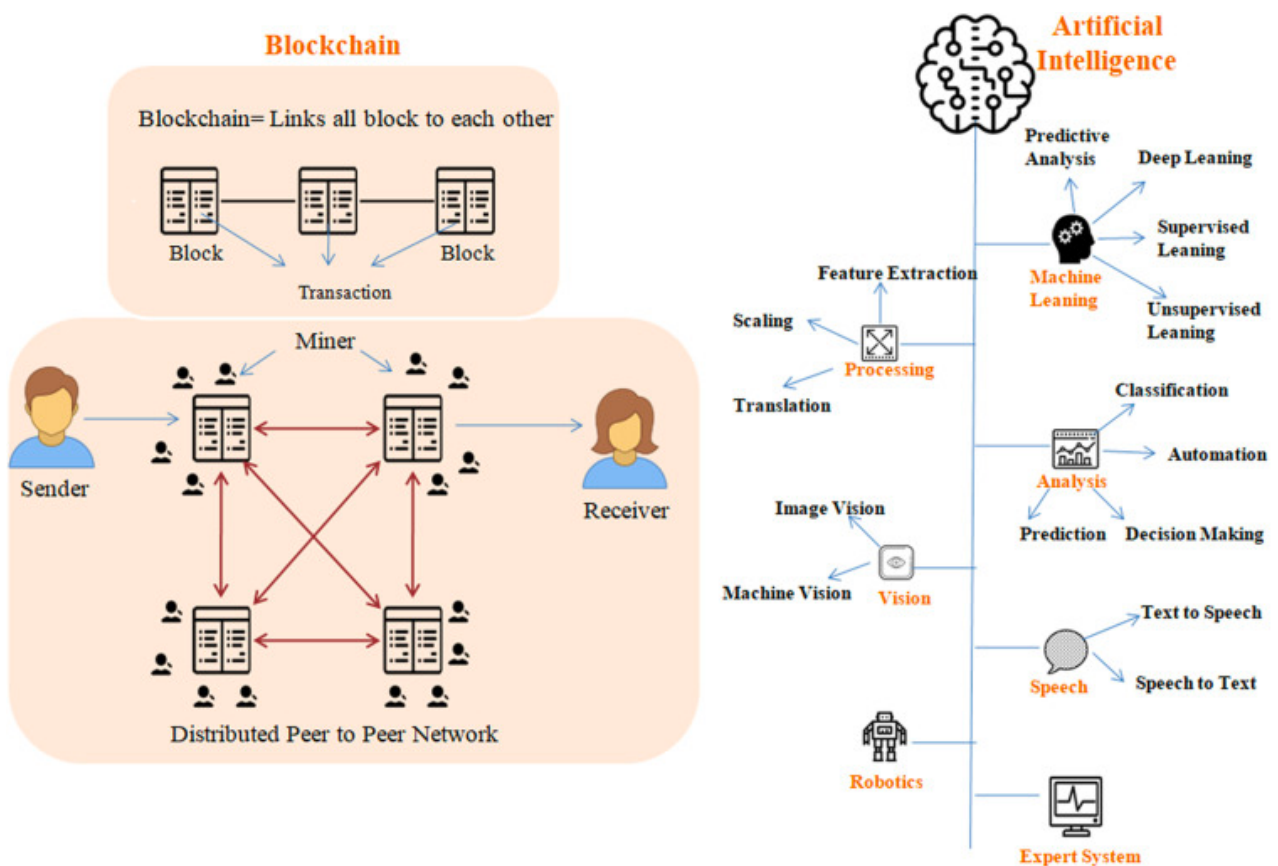 Blockchain
Blockchain= Links all block to each other
Block
Block
Transaction
Miner
Sender
Receiver
Distributed Peer to Peer Network
Artificial
Intelligence
Predictive
Analysis
Deep Leaning
Supervised
Leaning
Machine
Leaning
Unsupervised
Leaning
Feature Extraction
Scaling
Processing
Translation
Classification
Automation
Analysis
Prediction
Decision Making
Image Vision
Machine Vision
Vision
Text to Speech
Speech
Speech to Text
Robotics
Expert System